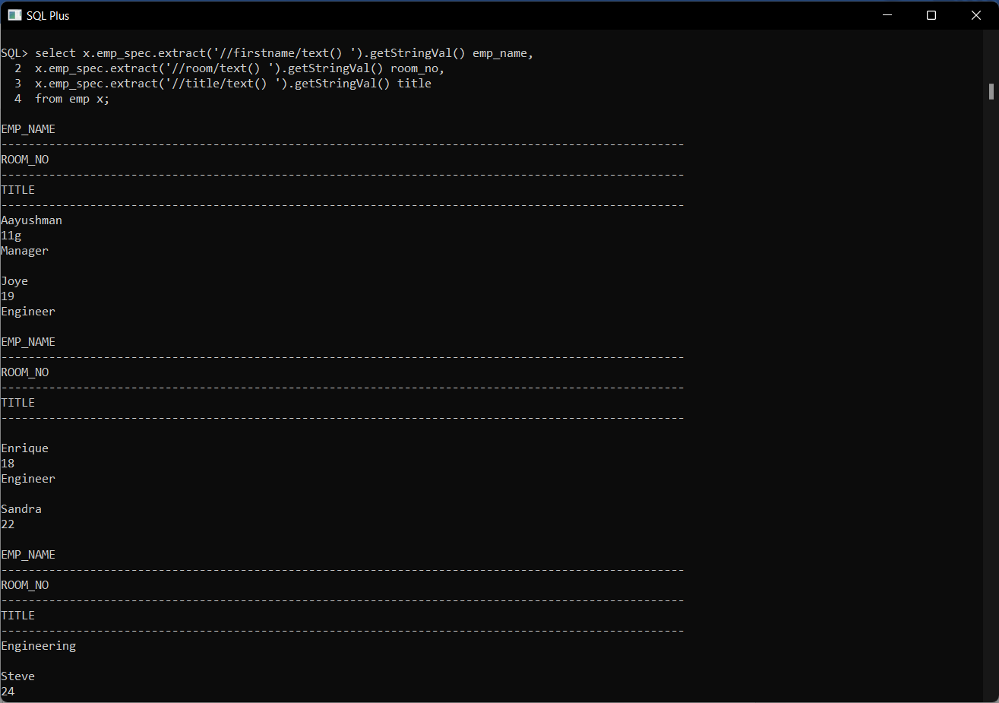 SQL Plus
SQL> select x.emp_spec.extract('//firstname/text() ').getStringVal() emp_name,
  2  x.emp_spec.extract('//room/text() ').getStringVal() room_no,
  3  x.emp_spec.extract('//title/text() ').getStringVal() title
  4  from emp x;
EMP_NAME
----------------------------------------------------------------------------------------------------
ROOM_NO
----------------------------------------------------------------------------------------------------
TITLE
----------------------------------------------------------------------------------------------------
Aayushman
11g
Manager
Joye
19
Engineer
EMP_NAME
----------------------------------------------------------------------------------------------------
ROOM_NO
----------------------------------------------------------------------------------------------------
TITLE
----------------------------------------------------------------------------------------------------
Enrique
18
Engineer
Sandra
22
EMP_NAME
----------------------------------------------------------------------------------------------------
ROOM_NO
----------------------------------------------------------------------------------------------------
TITLE
----------------------------------------------------------------------------------------------------
Engineering
Steve
24